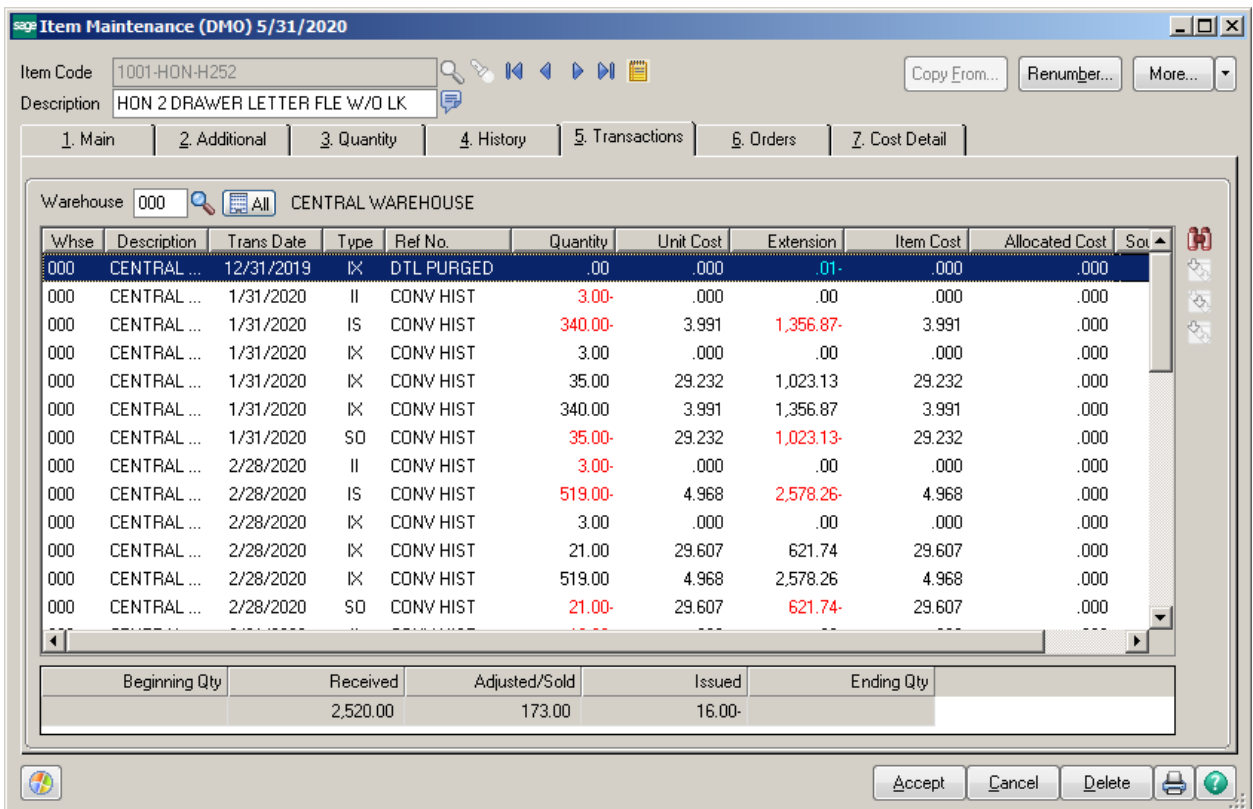 sage Item Maintenance (DMO) 5/31/2020
Item Code 1001-HON-H252 Copy From... Renumber... More...
Description HON 2 DRAWER LETTER FLE W/O LK
1. Main 2. Additional 3. Quantity 4. History 5. Transactions 6. Orders 7. Cost Detail
Warehouse 000 All CENTRAL WAREHOUSE
Whse Description Trans Date Type Ref No. Quantity Unit Cost Extension Item Cost Allocated Cost Sou
000 CENTRAL ... 12/31/2019 IX DTL PURGED .00 .000 .01- .000 .000
000 CENTRAL ... 1/31/2020 II CONV HIST 3.00- .000 .00 .000 .000
000 CENTRAL ... 1/31/2020 IS CONV HIST 340.00- 3.991 1,356.87- 3.991 .000
000 CENTRAL ... 1/31/2020 IX CONV HIST 3.00 .000 .00 .000 .000
000 CENTRAL ... 1/31/2020 IX CONV HIST 35.00 29.232 1,023.13 29.232 .000
000 CENTRAL ... 1/31/2020 IX CONV HIST 340.00 3.991 1,356.87 3.991 .000
000 CENTRAL ... 1/31/2020 SO CONV HIST 35.00- 29.232 1,023.13- 29.232 .000
000 CENTRAL ... 2/28/2020 II CONV HIST 3.00- .000 .00 .000 .000
000 CENTRAL ... 2/28/2020 IS CONV HIST 519.00- 4.968 2,578.26- 4.968 .000
000 CENTRAL ... 2/28/2020 IX CONV HIST 3.00 .000 .00 .000 .000
000 CENTRAL ... 2/28/2020 IX CONV HIST 21.00 29.607 621.74 29.607 .000
000 CENTRAL ... 2/28/2020 IX CONV HIST 519.00 4.968 2,578.26 4.968 .000
000 CENTRAL ... 2/28/2020 SO CONV HIST 21.00- 29.607 621.74- 29.607 .000
Beginning Qty Received Adjusted/Sold Issued Ending Qty
2,520.00 173.00 16.00-
Accept Cancel Delete